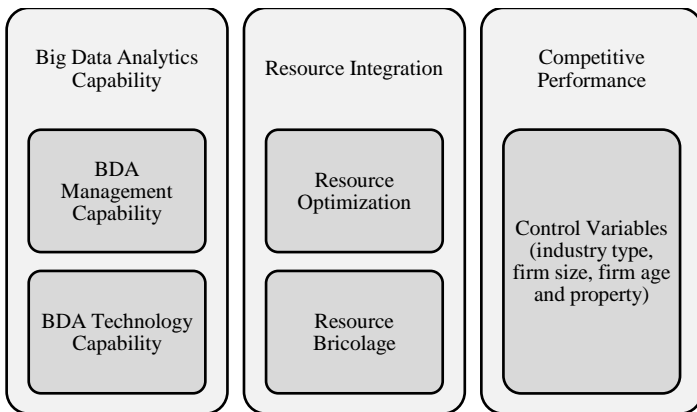 Big Data Analytics
Capability
BDA
Management
Capability
BDA Technology
Capability
Resource Integration
Resource
Optimization
Resource
Bricolage
Competitive
Performance
Control Variables
(industry type,
firm size, firm age
and property)